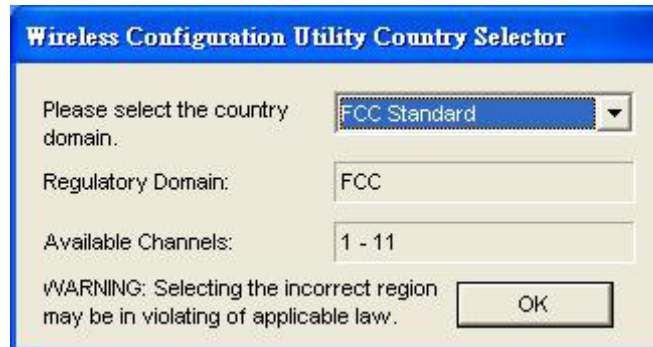 Wireless Configuration Utility Country Selector
Please select the country
domain.
FCC Standard
Regulatory Domain:
FCC
Available Channels:
1 - 11
WARNING: Selecting the incorrect region
may be in violating of applicable law.
OK